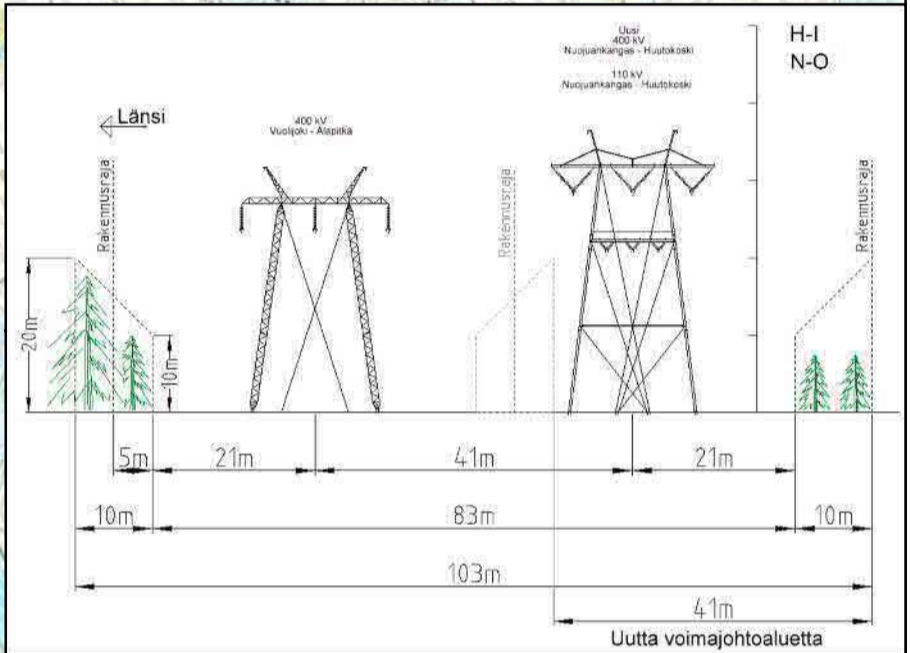 H-I
N-O
Uusi
400 kV
Nuojuankangas - Huutokoski
110 kV
Nuojuankangas - Huutokoski
Länsi
400 kV
Vuolijoki - Alapitkä
Rakennusraja
Rakennusraja
Rakennusraja
20m
10m
5m
21m
41m
21m
10m
83m
10m
103m
41m
Uutta voimajohtoaluetta